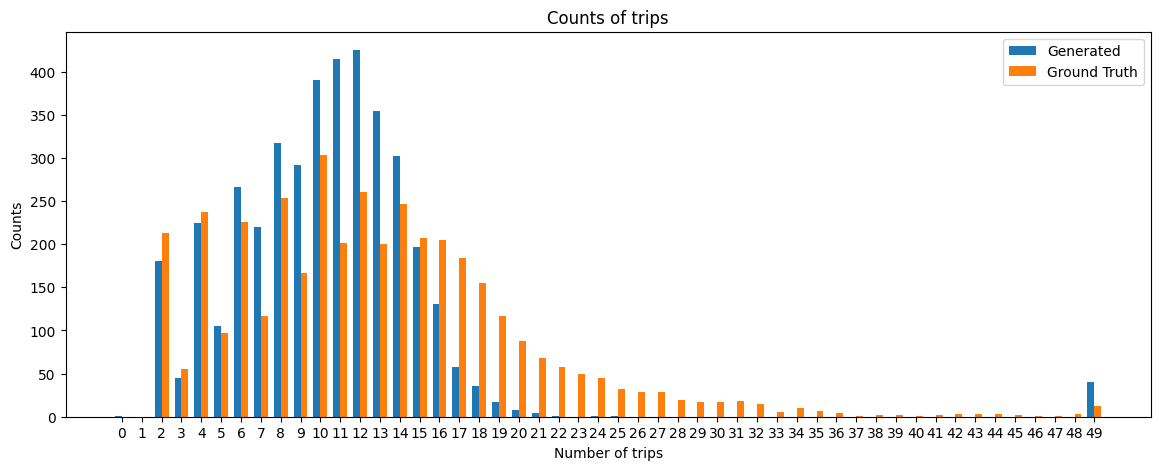 Counts of trips
Generated
Ground Truth
Counts
400
350
300
250
200
150
100
50
0
0 1 2 3 4 5 6 7 8 9 10 11 12 13 14 15 16 17 18 19 20 21 22 23 24 25 26 27 28 29 30 31 32 33 34 35 36 37 38 39 40 41 42 43 44 45 46 47 48 49
Number of trips